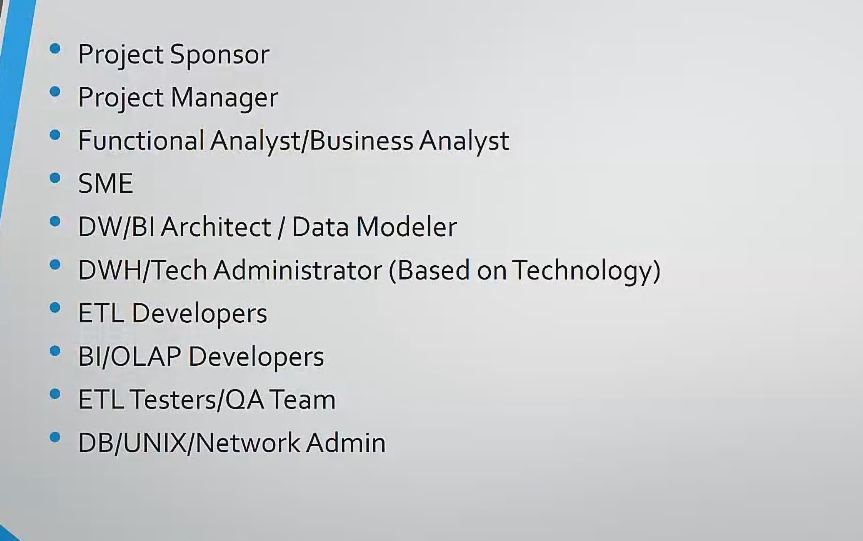 Project Sponsor
Project Manager
Functional Analyst/Business Analyst
SME
DW/BI Architect / Data Modeler
DWH/Tech Administrator (Based on Technology)
ETL Developers
BI/OLAP Developers
ETL Testers/QA Team
DB/UNIX/Network Admin